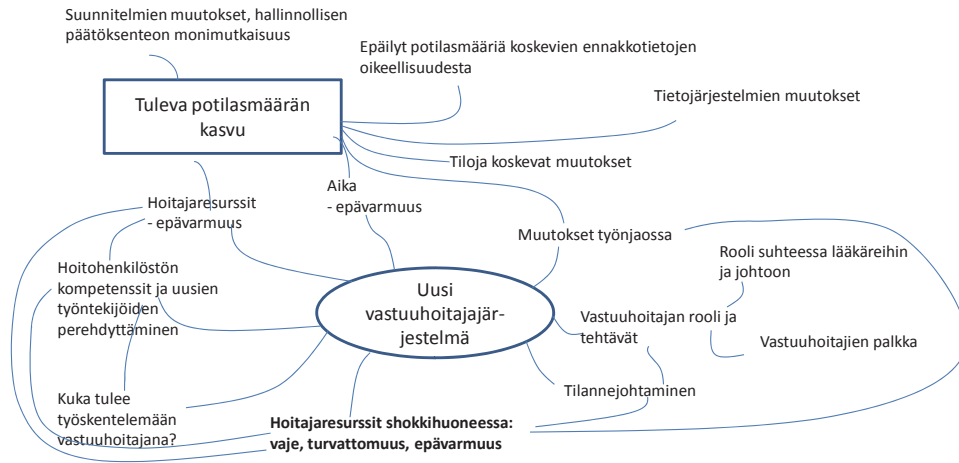 Suunnitelmien muutokset, hallinnollisen
päätöksenteon monimutkaisuus
Epäilyt potilasmääriä koskevien ennakkotietojen
oikeellisuudesta
Tuleva potilasmäärän
kasvu
Tietojärjestelmien muutokset
Tiloja koskevat muutokset
Aika
- epävarmuus
Hoitajaresurssit
- epävarmuus
Muutokset työnjaossa
Rooli suhteessa lääkäreihin
ja johtoon
Hoitohenkilöstön
kompetenssit ja uusien
työntekijöiden
perehdyttäminen
Uusi
vastuuhoitajajär-
jestelmä
Vastuuhoitajan rooli ja
tehtävät
Vastuuhoitajien palkka
Tilannejohtaminen
Kuka tulee
työskentelemään
vastuuhoitajana?
Hoitajaresurssit shokkihuoneessa:
vaje, turvattomuus, epävarmuus